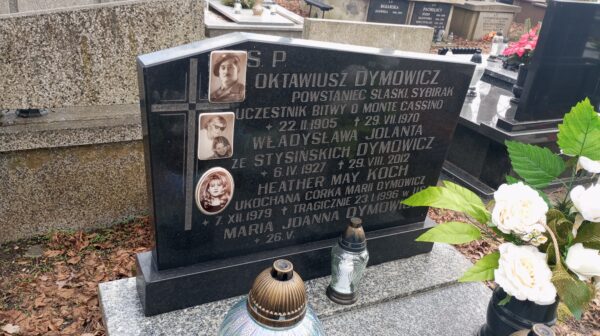 Ś.P.
OKTAWIUSZ DYMOWICZ
POWSTANIEC ŚLĄSKI, SYBIRAK
UCZESTNIK BITWY O MONTE CASSINO
* 22.II.1905 + 29.VII.1970
WŁADYSŁAWA JOLANTA
ZE STYSIŃSKICH DYMOWICZ
* 6.IV.1927 + 29.VIII.2012
HEATHER MAY KOCH
UKOCHANA CÓRKA MARII DYMOWICZ
* 7.XII.1979 + TRAGICZNIE 23.I.1996 W
MARIA JOANNA
* 26.V.